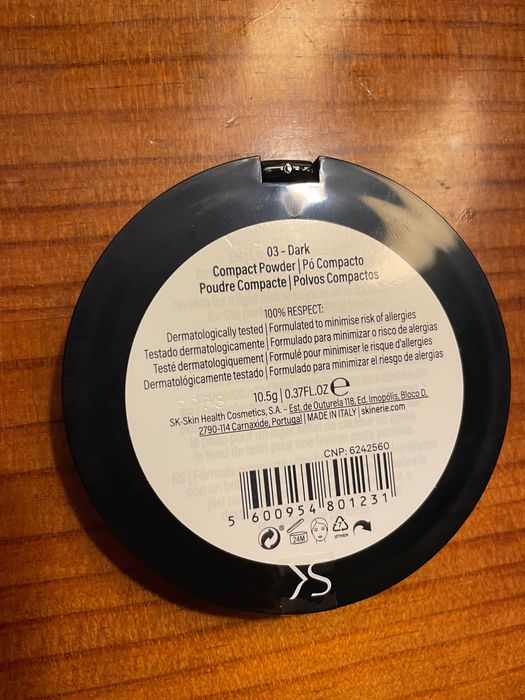 03 - Dark
Compact Powder | Pó Compacto
Poudre Compacte | Polvos Compactos
100% RESPECT:
Dermatologically tested | Formulated to minimise risk of allergies
Testado dermatologicamente | Formulado para minimizar o risco de alergias
Testé dermatologiquement | Formulé pour minimiser le risque d'allergies
Dermatológicamente testado | Formulado para minimizar el riesgo de alergias
10.5g | 0.37FL.OZ ℮
SK-Skin Health Cosmetics, S.A. - Est. de Outurela 118, Ed. Imopólis, Bloco D,
2790-114 Carnaxide, Portugal | MADE IN ITALY | skinerie.com
CNP: 6242560
5 600954 801231
24M
7
OTHER
SK